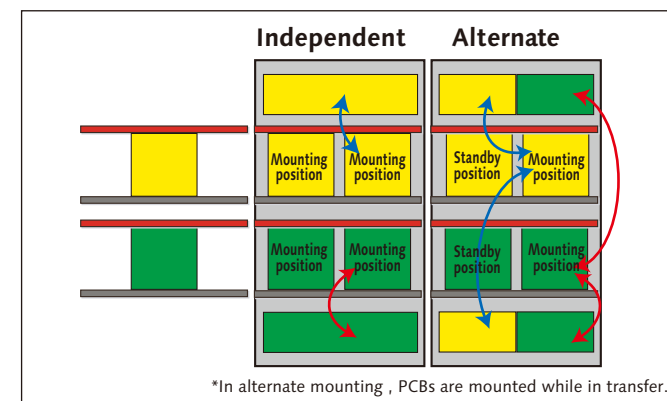 Independent
Alternate
Mounting
position
Mounting
position
Standby
position
Mounting
position
Mounting
position
Mounting
position
Standby
position
Mounting
position
*In alternate mounting , PCBs are mounted while in transfer.